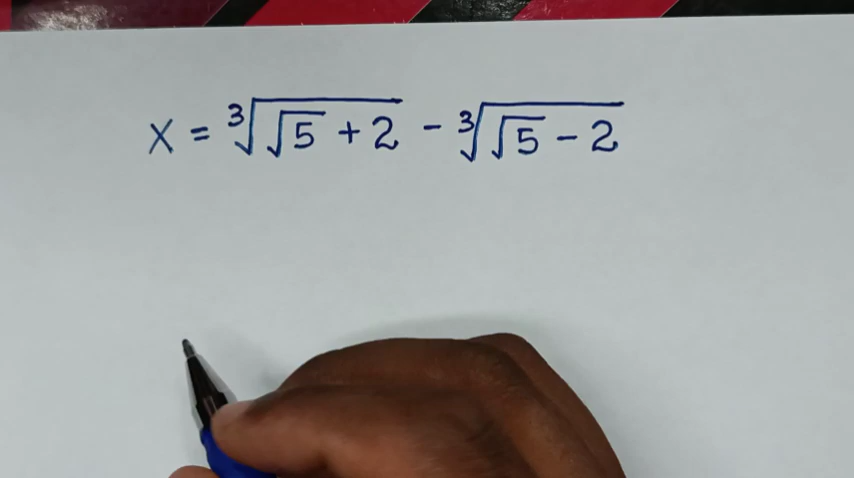 x = ∛(√5 + 2) - ∛(√5 - 2)